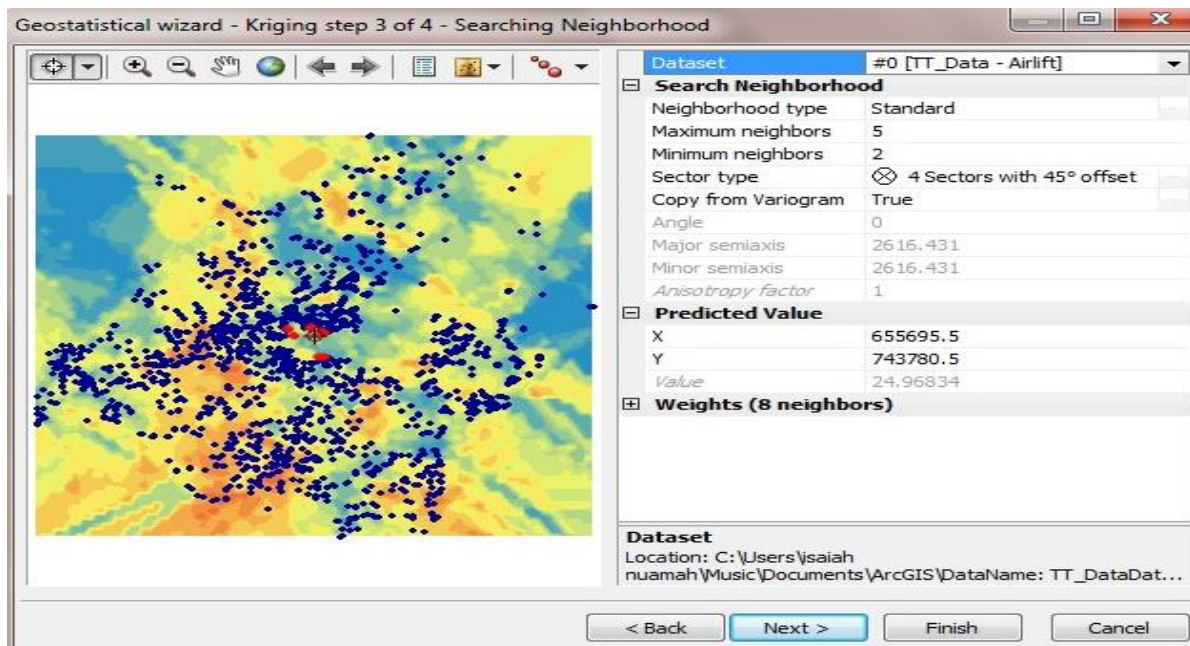 Geostatistical wizard - Kriging step 3 of 4 - Searching Neighborhood
Dataset #0 [TT_Data - Airlift]
Search Neighborhood
Neighborhood type Standard
Maximum neighbors 5
Minimum neighbors 2
Sector type 4 Sectors with 45° offset
Copy from Variogram True
Angle 0
Major semiaxis 2616.431
Minor semiaxis 2616.431
Anisotropy factor 1
Predicted Value
X 655695.5
Y 743780.5
Value 24.96834
Weights (8 neighbors)
Dataset
Location: C:\Users\isaiah
nuamah\Music\Documents\ArcGIS\DataName: TT_DataDat...
< Back Next > Finish Cancel